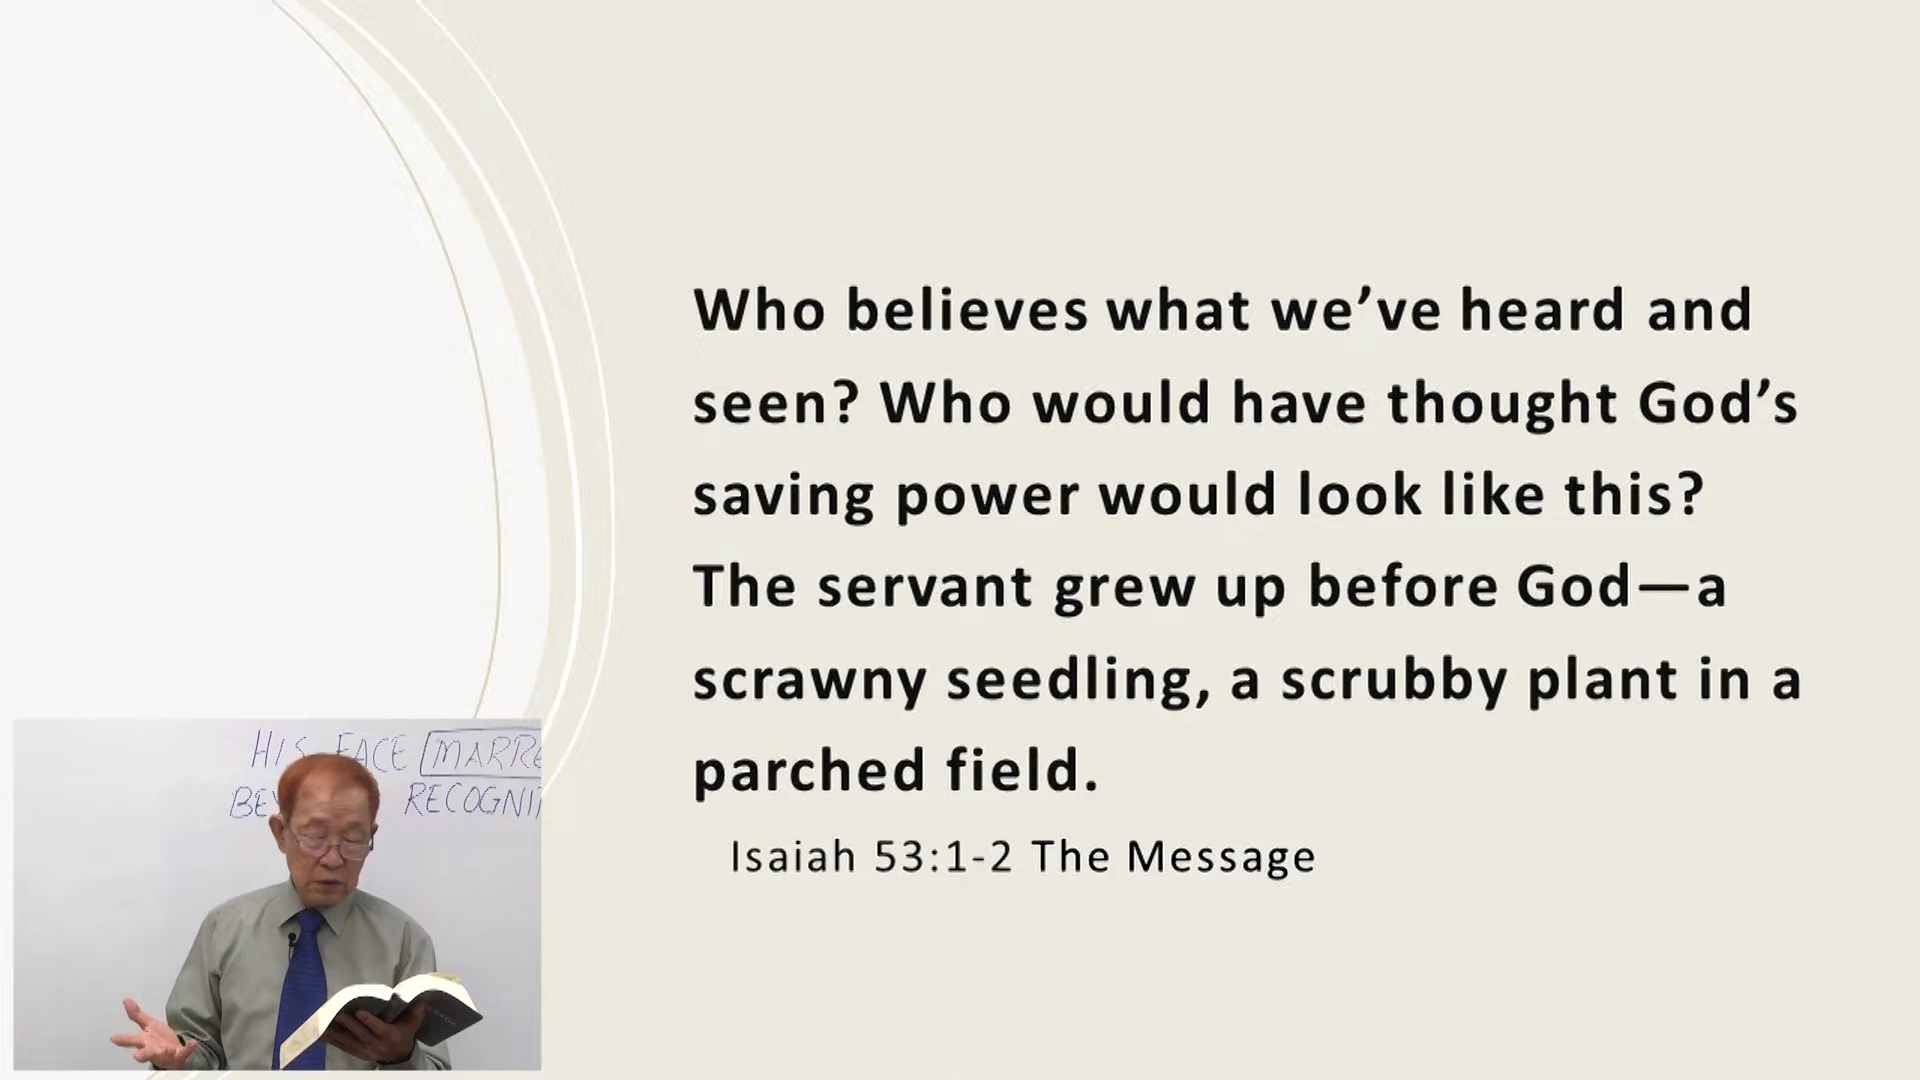 Who believes what we’ve heard and
seen? Who would have thought God’s
saving power would look like this?
The servant grew up before God—a
scrawny seedling, a scrubby plant in a
parched field.
Isaiah 53:1-2 The Message
HIS FACE
RECOGNI